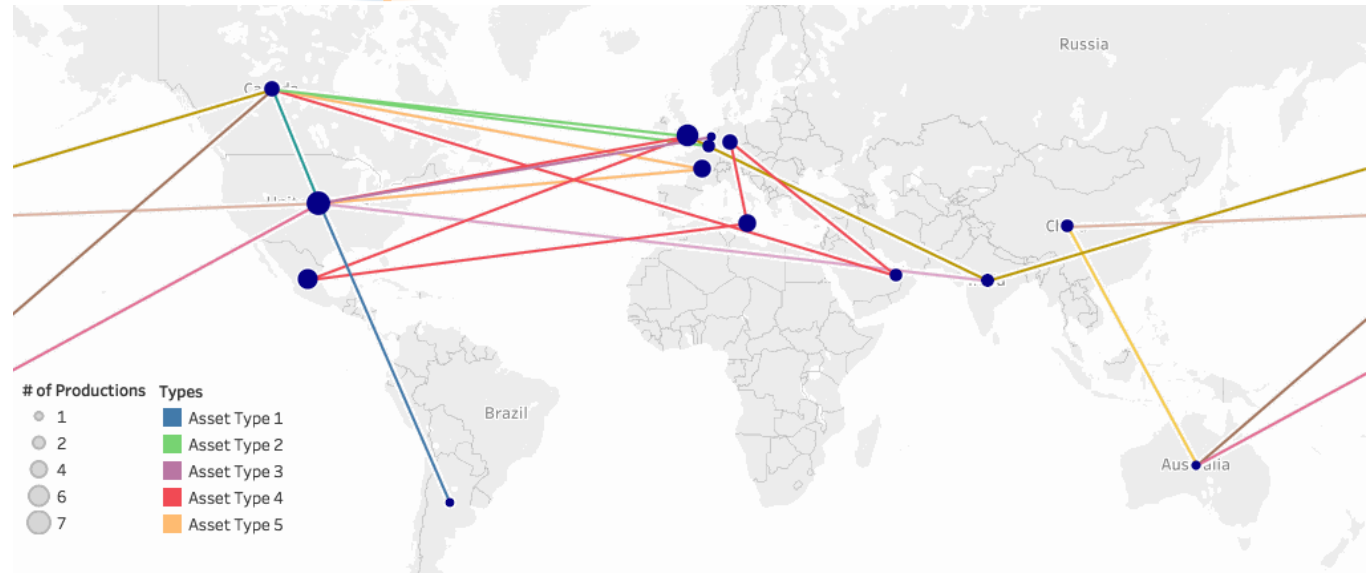 Russia
Brazil
# of Productions
1
2
4
6
7
Types
Asset Type 1
Asset Type 2
Asset Type 3
Asset Type 4
Asset Type 5